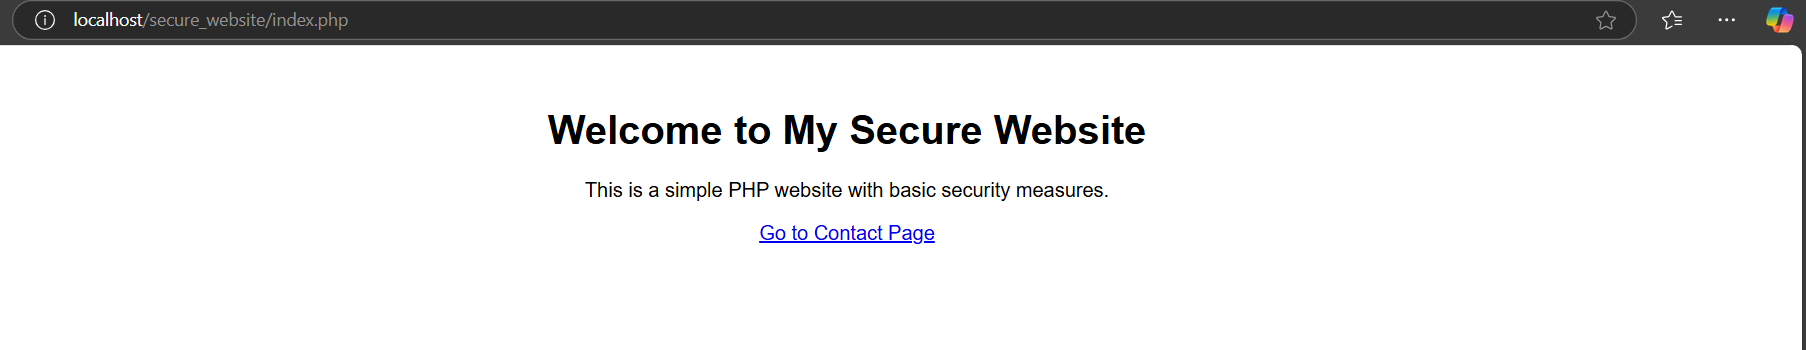 localhost/secure_website/index.php
Welcome to My Secure Website
This is a simple PHP website with basic security measures.
Go to Contact Page